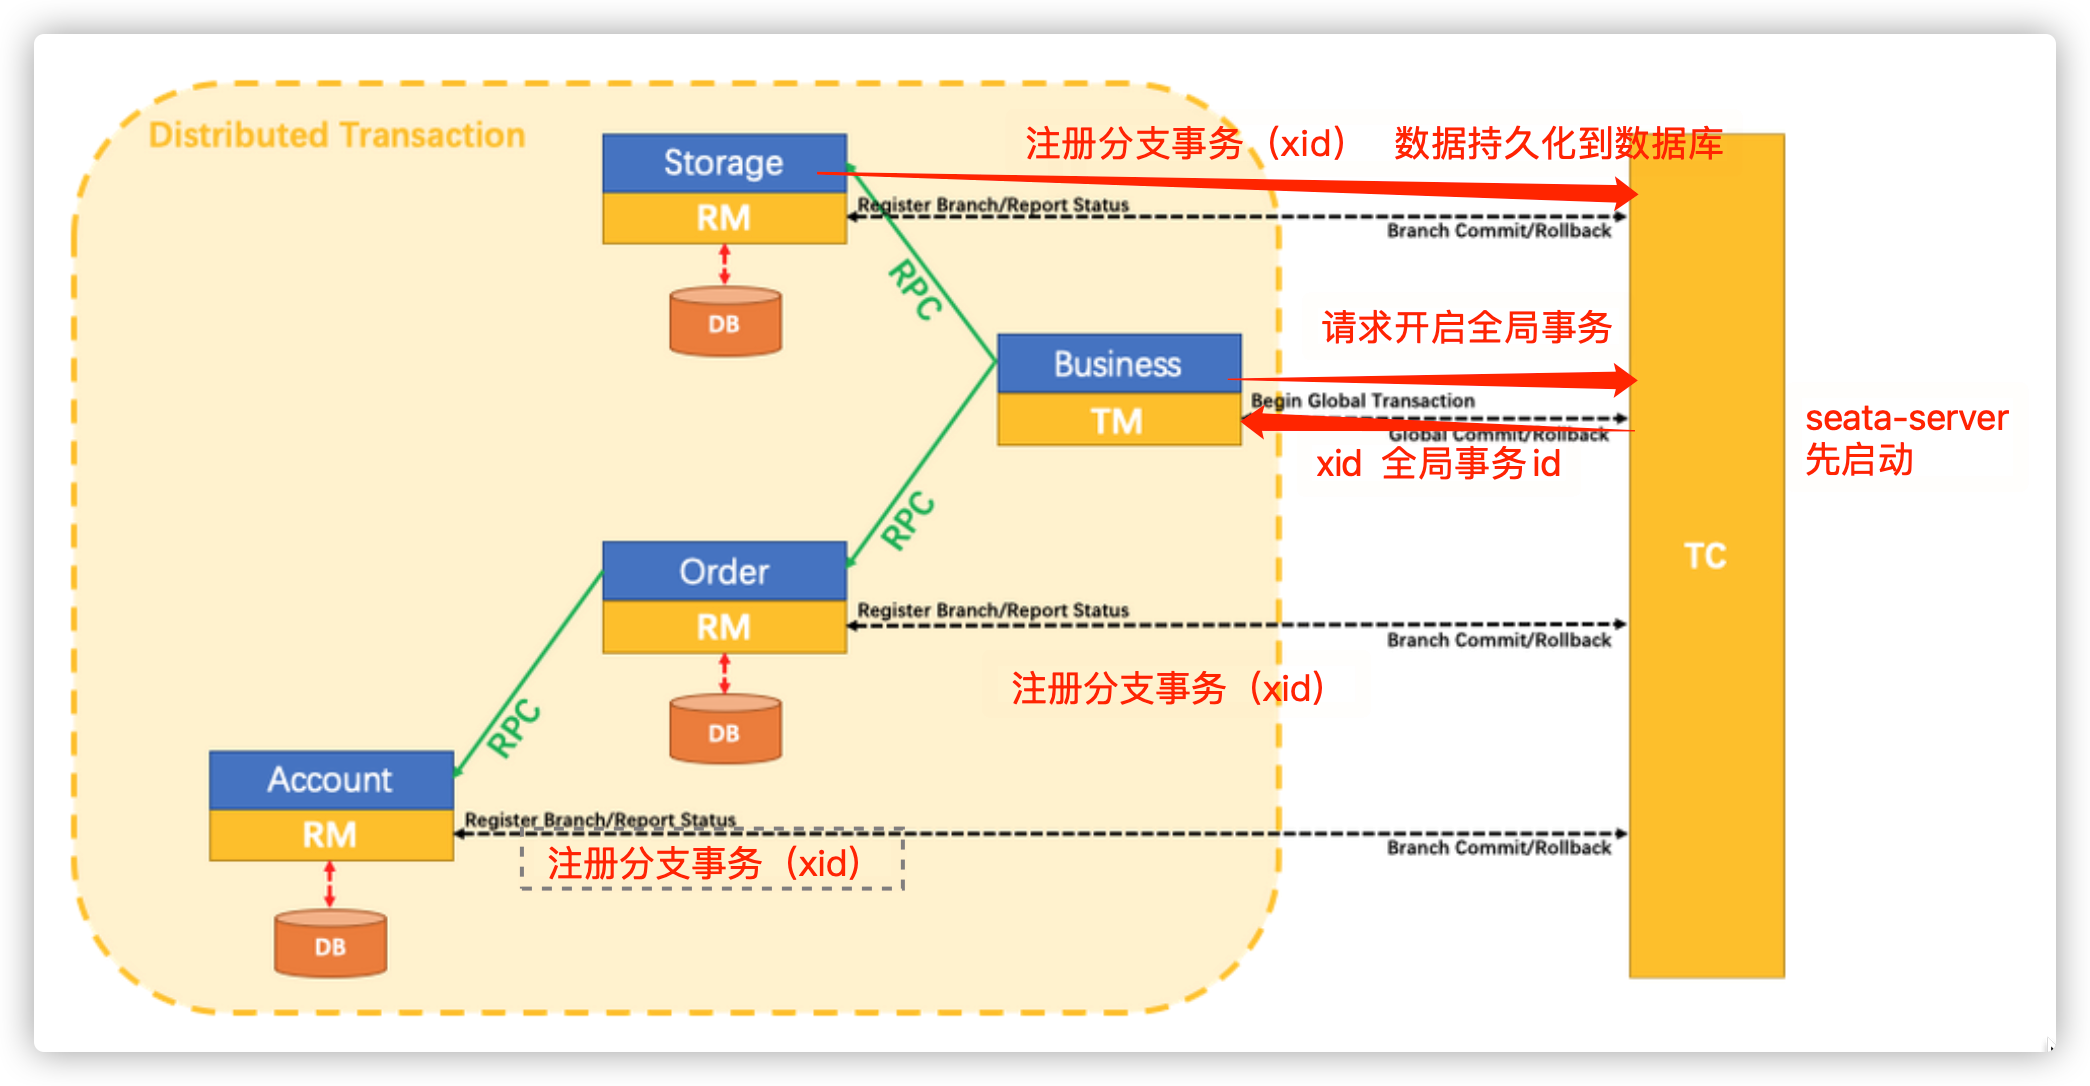 Distributed Transaction
注册分支事务（xid） 数据持久化到数据库
Storage
RM
Register Branch/Report Status
Branch Commit/Rollback
DB
RPC
请求开启全局事务
Business
TM
Begin Global Transaction
Global Commit/Rollback
xid 全局事务id
seata-server
先启动
TC
RPC
Order
RM
Register Branch/Report Status
Branch Commit/Rollback
注册分支事务（xid）
DB
RPC
Account
RM
Register Branch/Report Status
Branch Commit/Rollback
注册分支事务（xid）
DB